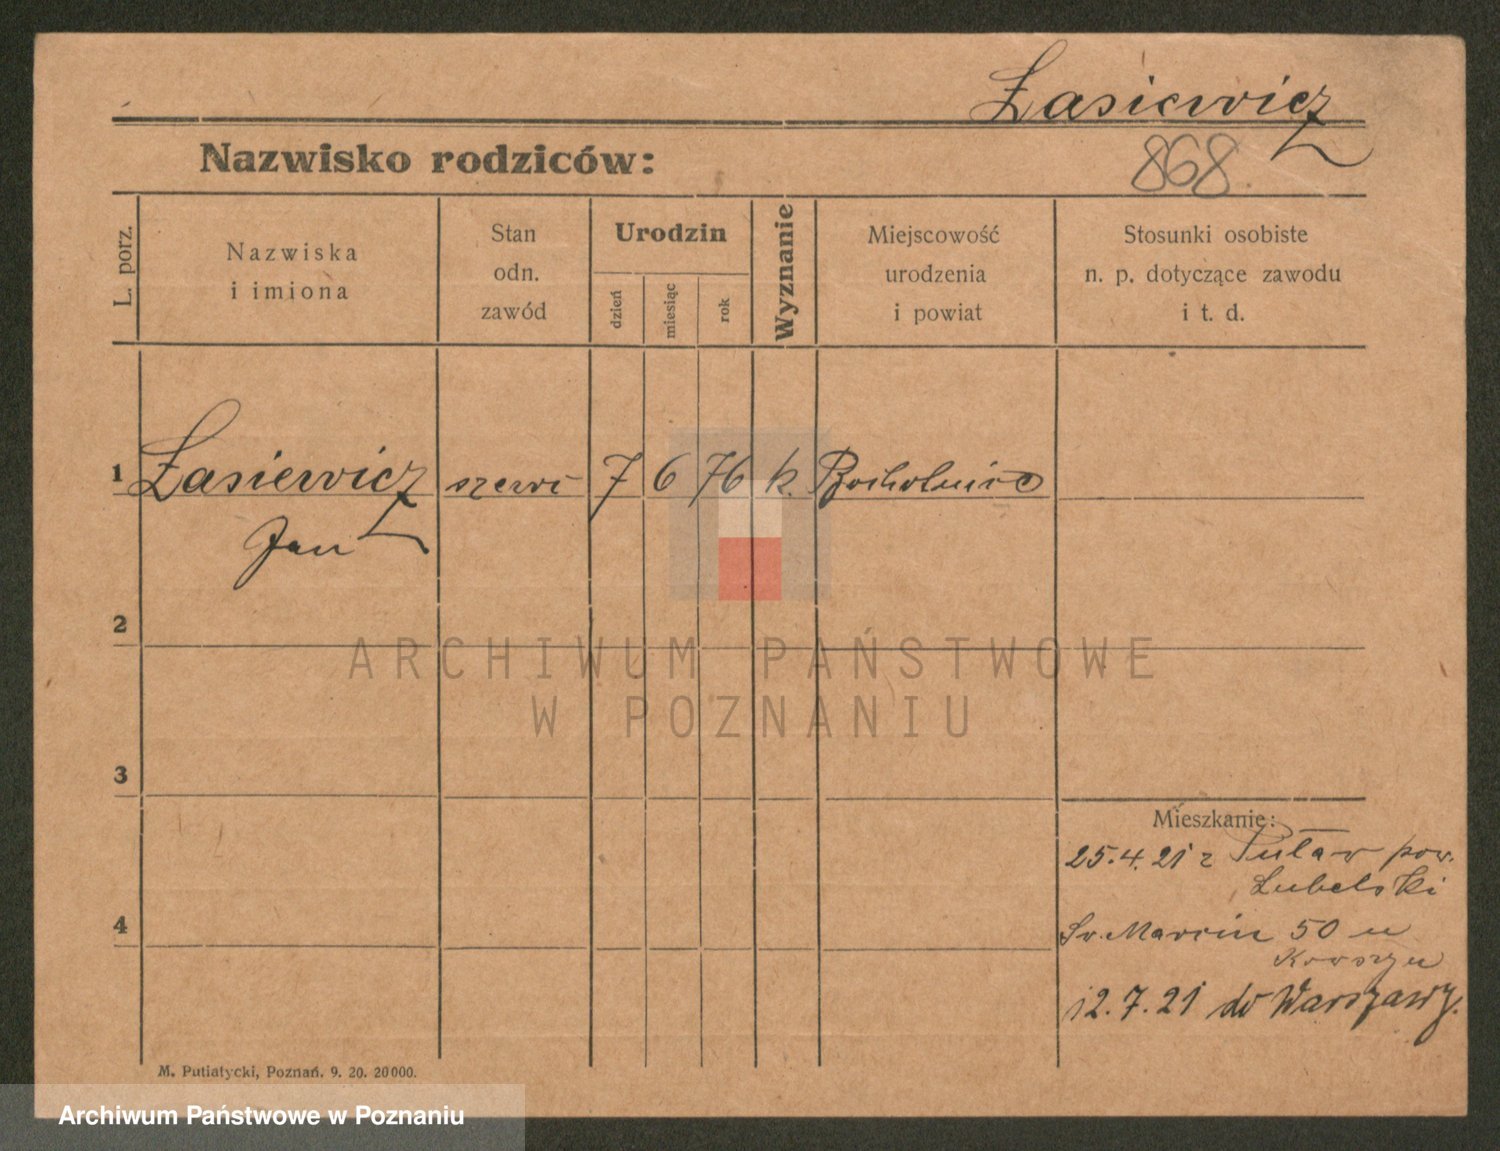 Łasiewicz
Nazwisko rodziców:
868.
L. porz.
Nazwiska
i imiona
Stan
odn.
zawód
Urodzin
dzień
miesiąc
rok
Wyznanie
Miejscowość
urodzenia
i powiat
Stosunki osobiste
n. p. dotyczące zawodu
i t. d.
1 Łasiewicz szewc 7 6 76 k.
Jan
2
3
4
Mieszkanie:
25.4.21 z Puław pow.
Lubelski
Św. Marcin 50 u
12.7.21 do Warszawy.
M. Putiatycki, Poznań. 9. 20. 20000.
ARCHIWUM PAŃSTWOWE
W POZNANIU
Archiwum Państwowe w Poznaniu